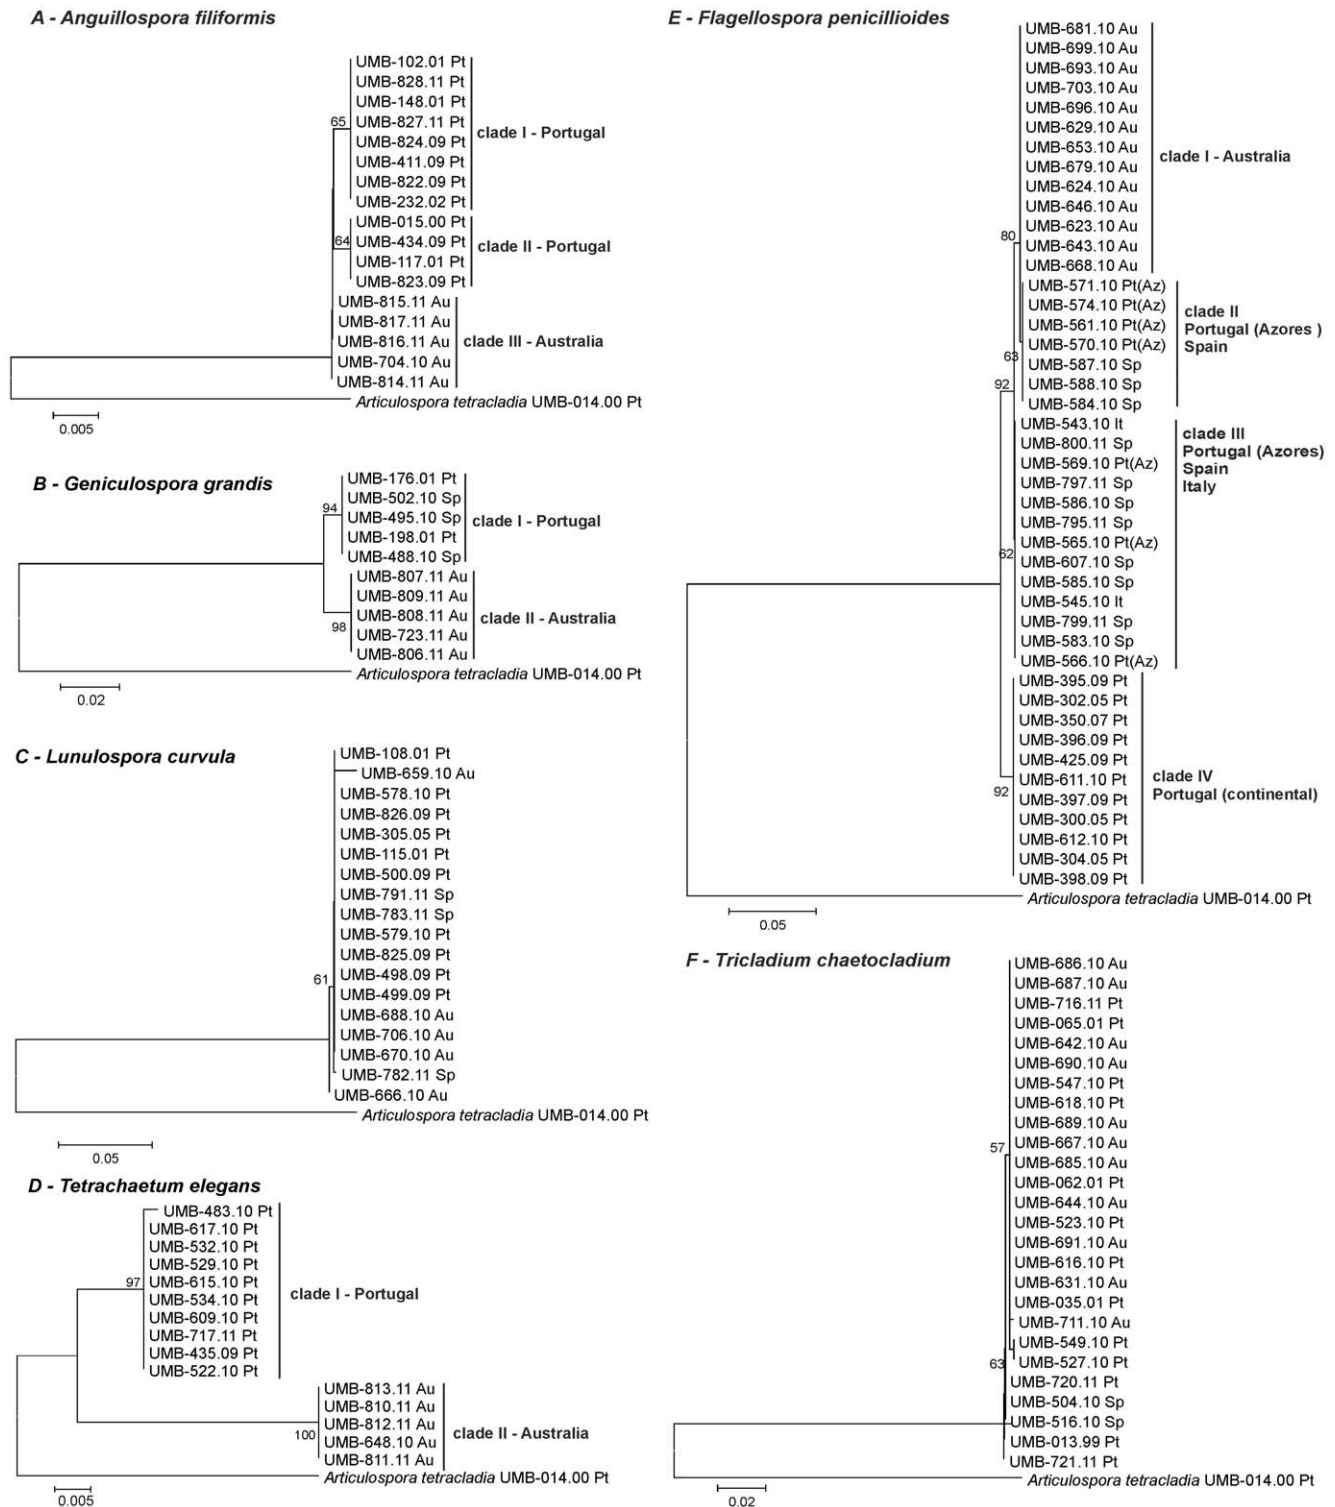 A - Anguillospora filiformis
UMB-102.01 Pt
UMB-828.11 Pt
UMB-148.01 Pt
65
UMB-827.11 Pt
clade I - Portugal
UMB-824.09 Pt
UMB-411.09 Pt
UMB-822.09 Pt
UMB-232.02 Pt
UMB-015.00 Pt
64
UMB-434.09 Pt
clade II - Portugal
UMB-117.01 Pt
UMB-823.09 Pt
UMB-815.11 Au
UMB-817.11 Au
UMB-816.11 Au
clade III - Australia
UMB-704.10 Au
UMB-814.11 Au
Articulospora tetracladia UMB-014.00 Pt
0.005
B - Geniculospora grandis
UMB-176.01 Pt
UMB-502.10 Sp
94
UMB-495.10 Sp
clade I - Portugal
UMB-198.01 Pt
UMB-488.10 Sp
UMB-807.11 Au
UMB-809.11 Au
UMB-808.11 Au
clade II - Australia
98
UMB-723.11 Au
UMB-806.11 Au
Articulospora tetracladia UMB-014.00 Pt
0.02
C - Lunulospora curvula
UMB-108.01 Pt
UMB-659.10 Au
UMB-578.10 Pt
UMB-826.09 Pt
UMB-305.05 Pt
UMB-115.01 Pt
UMB-500.09 Pt
UMB-791.11 Sp
UMB-783.11 Sp
UMB-579.10 Pt
UMB-825.09 Pt
61
UMB-498.09 Pt
UMB-499.09 Pt
UMB-688.10 Au
UMB-706.10 Au
UMB-670.10 Au
UMB-782.11 Sp
UMB-666.10 Au
Articulospora tetracladia UMB-014.00 Pt
0.05
D - Tetrachaetum elegans
UMB-483.10 Pt
UMB-617.10 Pt
UMB-532.10 Pt
UMB-529.10 Pt
97
UMB-615.10 Pt
clade I - Portugal
UMB-534.10 Pt
UMB-609.10 Pt
UMB-717.11 Pt
UMB-435.09 Pt
UMB-522.10 Pt
UMB-813.11 Au
UMB-810.11 Au
UMB-812.11 Au
clade II - Australia
100
UMB-648.10 Au
UMB-811.11 Au
Articulospora tetracladia UMB-014.00 Pt
0.005
E - Flagellospora penicillioides
UMB-681.10 Au
UMB-699.10 Au
UMB-693.10 Au
UMB-703.10 Au
UMB-696.10 Au
UMB-629.10 Au
UMB-653.10 Au
clade I - Australia
UMB-679.10 Au
UMB-624.10 Au
UMB-646.10 Au
UMB-623.10 Au
80
UMB-643.10 Au
UMB-668.10 Au
UMB-571.10 Pt(Az)
UMB-574.10 Pt(Az)
clade II
UMB-561.10 Pt(Az)
Portugal (Azores )
UMB-570.10 Pt(Az)
Spain
63
UMB-587.10 Sp
92
UMB-588.10 Sp
UMB-584.10 Sp
UMB-543.10 It
clade III
UMB-800.11 Sp
Portugal (Azores)
UMB-569.10 Pt(Az)
Spain
UMB-797.11 Sp
Italy
UMB-586.10 Sp
UMB-795.11 Sp
UMB-565.10 Pt(Az)
62
UMB-607.10 Sp
UMB-585.10 Sp
UMB-545.10 It
UMB-799.11 Sp
UMB-583.10 Sp
UMB-566.10 Pt(Az)
UMB-395.09 Pt
UMB-302.05 Pt
UMB-350.07 Pt
UMB-396.09 Pt
UMB-425.09 Pt
UMB-611.10 Pt
clade IV
92
UMB-397.09 Pt
Portugal (continental)
UMB-300.05 Pt
UMB-612.10 Pt
UMB-304.05 Pt
UMB-398.09 Pt
Articulospora tetracladia UMB-014.00 Pt
0.05
F - Tricladium chaetocladium
UMB-686.10 Au
UMB-687.10 Au
UMB-716.11 Pt
UMB-065.01 Pt
UMB-642.10 Au
UMB-690.10 Au
UMB-547.10 Pt
UMB-618.10 Pt
UMB-689.10 Au
57
UMB-667.10 Au
UMB-685.10 Au
UMB-062.01 Pt
UMB-644.10 Au
UMB-523.10 Pt
UMB-691.10 Au
UMB-616.10 Pt
UMB-631.10 Au
UMB-035.01 Pt
UMB-711.10 Au
UMB-549.10 Pt
63
UMB-527.10 Pt
UMB-720.11 Pt
UMB-504.10 Sp
UMB-516.10 Sp
UMB-013.99 Pt
UMB-721.11 Pt
Articulospora tetracladia UMB-014.00 Pt
0.02